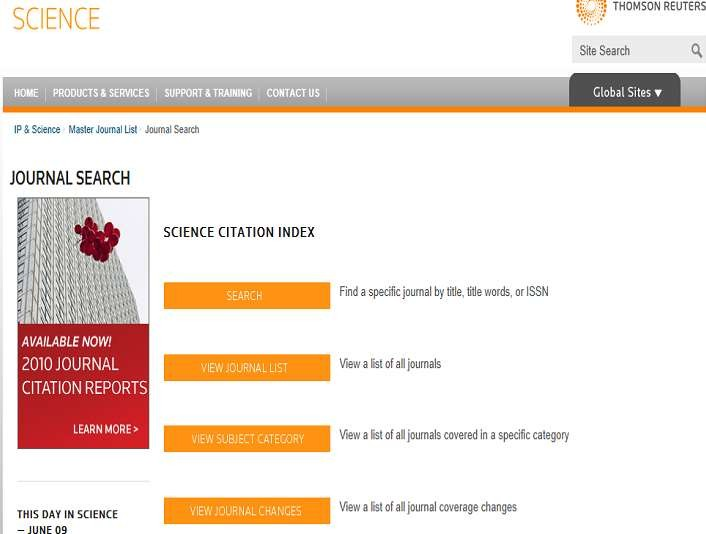 SCIENCE
THOMSON REUTERS
Site Search
HOME PRODUCTS & SERVICES SUPPORT & TRAINING CONTACT US
Global Sites ▼
IP & Science › Master Journal List › Journal Search
JOURNAL SEARCH
AVAILABLE NOW!
2010 JOURNAL
CITATION REPORTS
LEARN MORE >
THIS DAY IN SCIENCE
– JUNE 09
SCIENCE CITATION INDEX
SEARCH
Find a specific journal by title, title words, or ISSN
VIEW JOURNAL LIST
View a list of all journals
VIEW SUBJECT CATEGORY
View a list of all journals covered in a specific category
VIEW JOURNAL CHANGES
View a list of all journal coverage changes